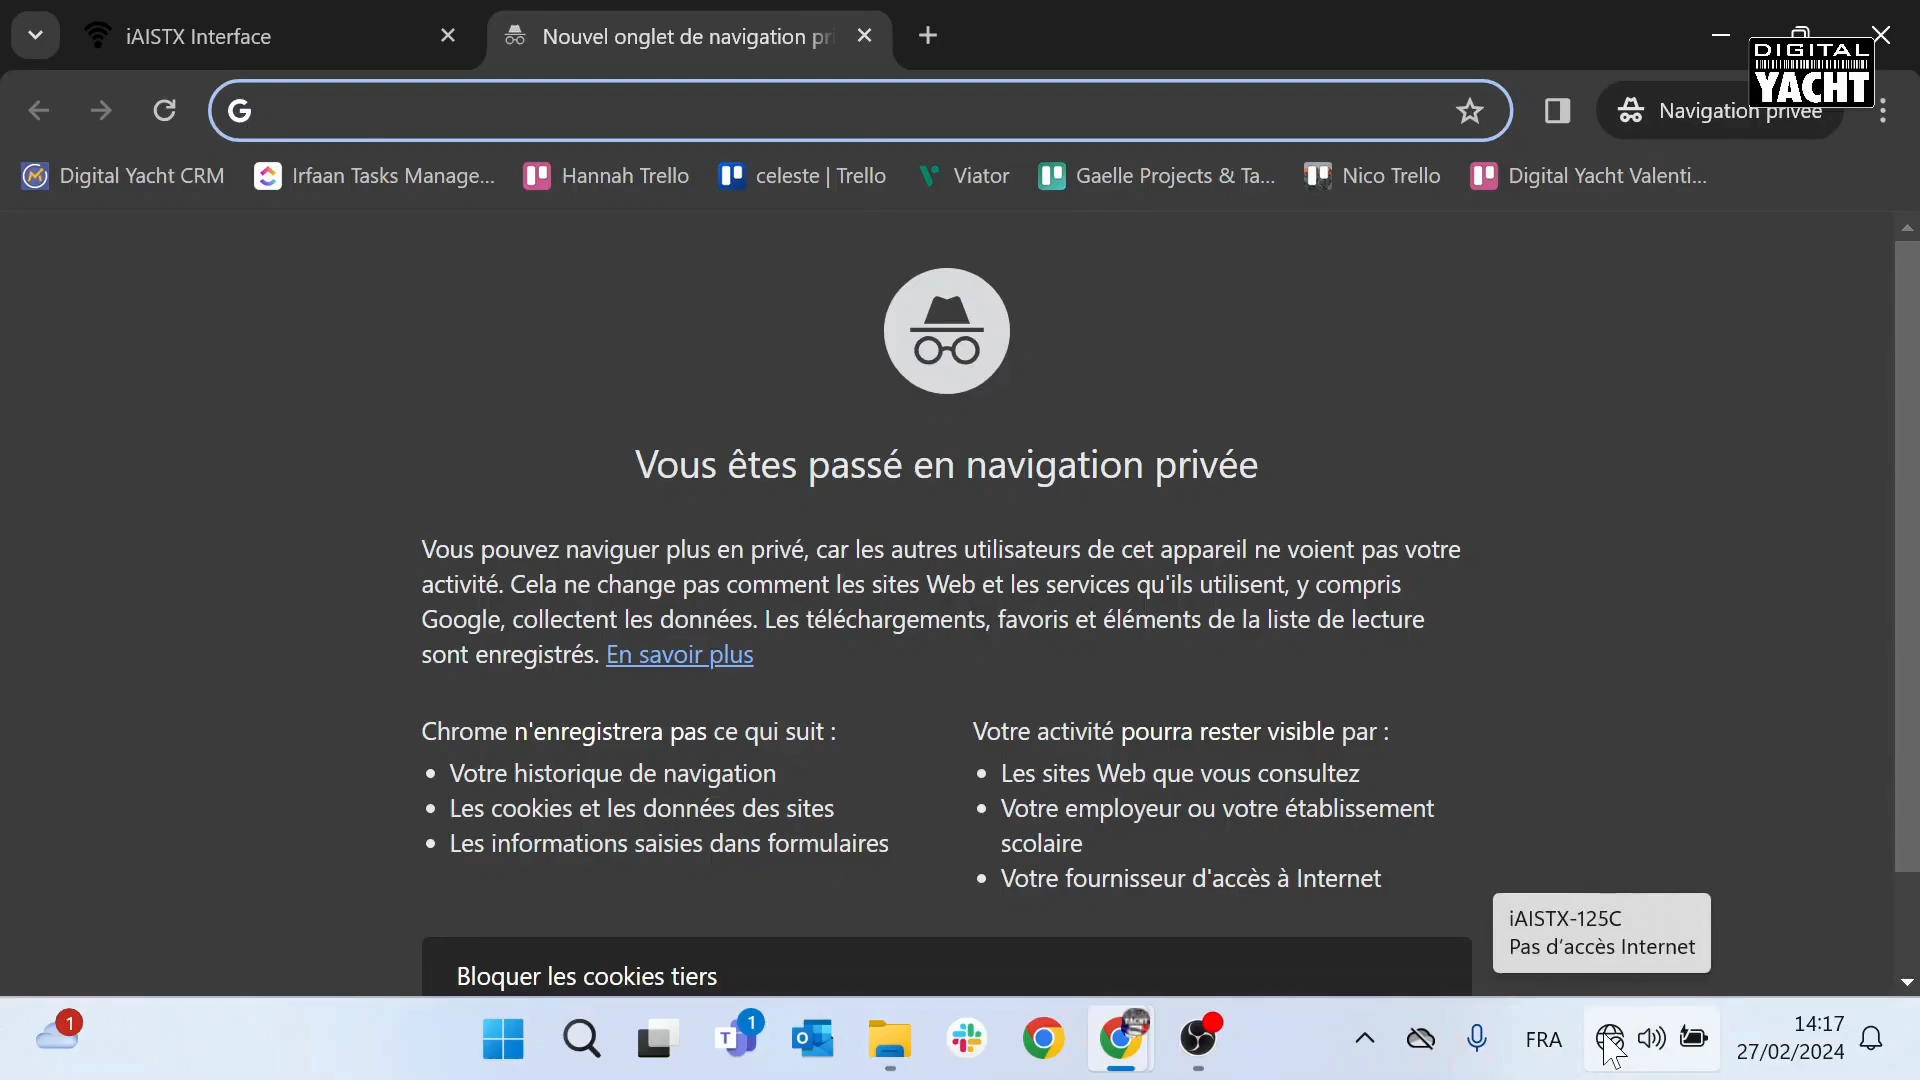 iAISTX Interface
Nouvel onglet de navigation pri
DIGITAL
YACHT
Navigation privée
Digital Yacht CRM
Irfaan Tasks Manage...
Hannah Trello
celeste | Trello
Viator
Gaelle Projects & Ta...
Nico Trello
Digital Yacht Valenti...
Vous êtes passé en navigation privée
Vous pouvez naviguer plus en privé, car les autres utilisateurs de cet appareil ne voient pas votre
activité. Cela ne change pas comment les sites Web et les services qu'ils utilisent, y compris
Google, collectent les données. Les téléchargements, favoris et éléments de la liste de lecture
sont enregistrés. En savoir plus
Chrome n'enregistrera pas ce qui suit :
Votre historique de navigation
Les cookies et les données des sites
Les informations saisies dans formulaires
Votre activité pourra rester visible par :
Les sites Web que vous consultez
Votre employeur ou votre établissement
scolaire
Votre fournisseur d'accès à Internet
iAISTX-125C
Pas d'accès Internet
Bloquer les cookies tiers
1
1
FRA
14:17
27/02/2024